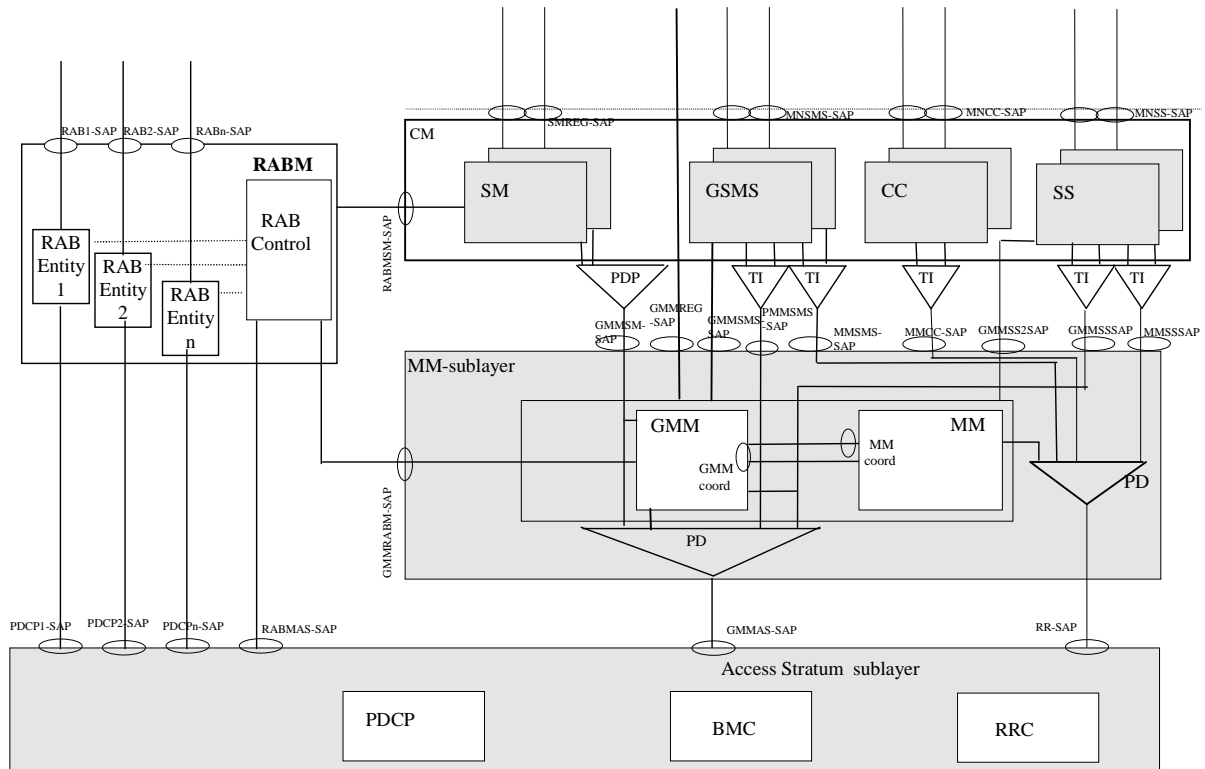 RAB1-SAP
RAB2-SAP
RABn-SAP
SMREG-SAP
MNSMS-SAP
MNCC-SAP
MNSS-SAP
CM
RABM
SM
GSMS
CC
SS
RAB
Control
RAB
Entity
1
RAB
Entity
2
RAB
Entity
n
RABMSM-SAP
PDP
TI
TI
TI
TI
TI
GMMSM-
SAP
GMMREG
-SAP
GMMSMS-
SAP
PMMSMS
-SAP
MMSMS-
SAP
MMCC-SAP
GMMSS2SAP
GMMSSSAP
MMSSSAP
MM-sublayer
GMM
GMM
coord
MM
MM
coord
PD
PD
GMMRABM-SAP
PDCP1-SAP
PDCP2-SAP
PDCPn-SAP
RABMAS-SAP
GMMAS-SAP
RR-SAP
Access Stratum sublayer
PDCP
BMC
RRC